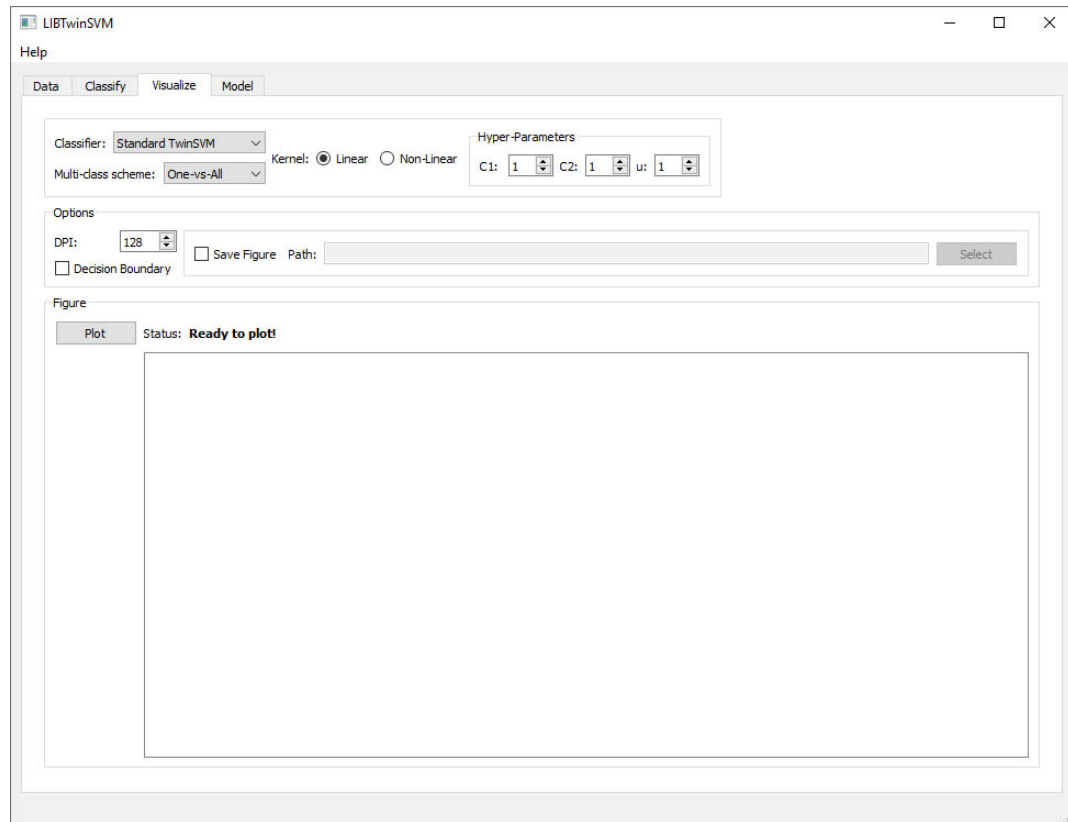 LIBTwinSVM
Help
Data Classify Visualize Model
Classifier: Standard TwinSVM
Multi-class scheme: One-vs-All
Kernel: Linear Non-Linear
Hyper-Parameters
C1: 1 C2: 1 u: 1
Options
DPI: 128
Decision Boundary
Save Figure Path: Select
Figure
Plot Status: Ready to plot!